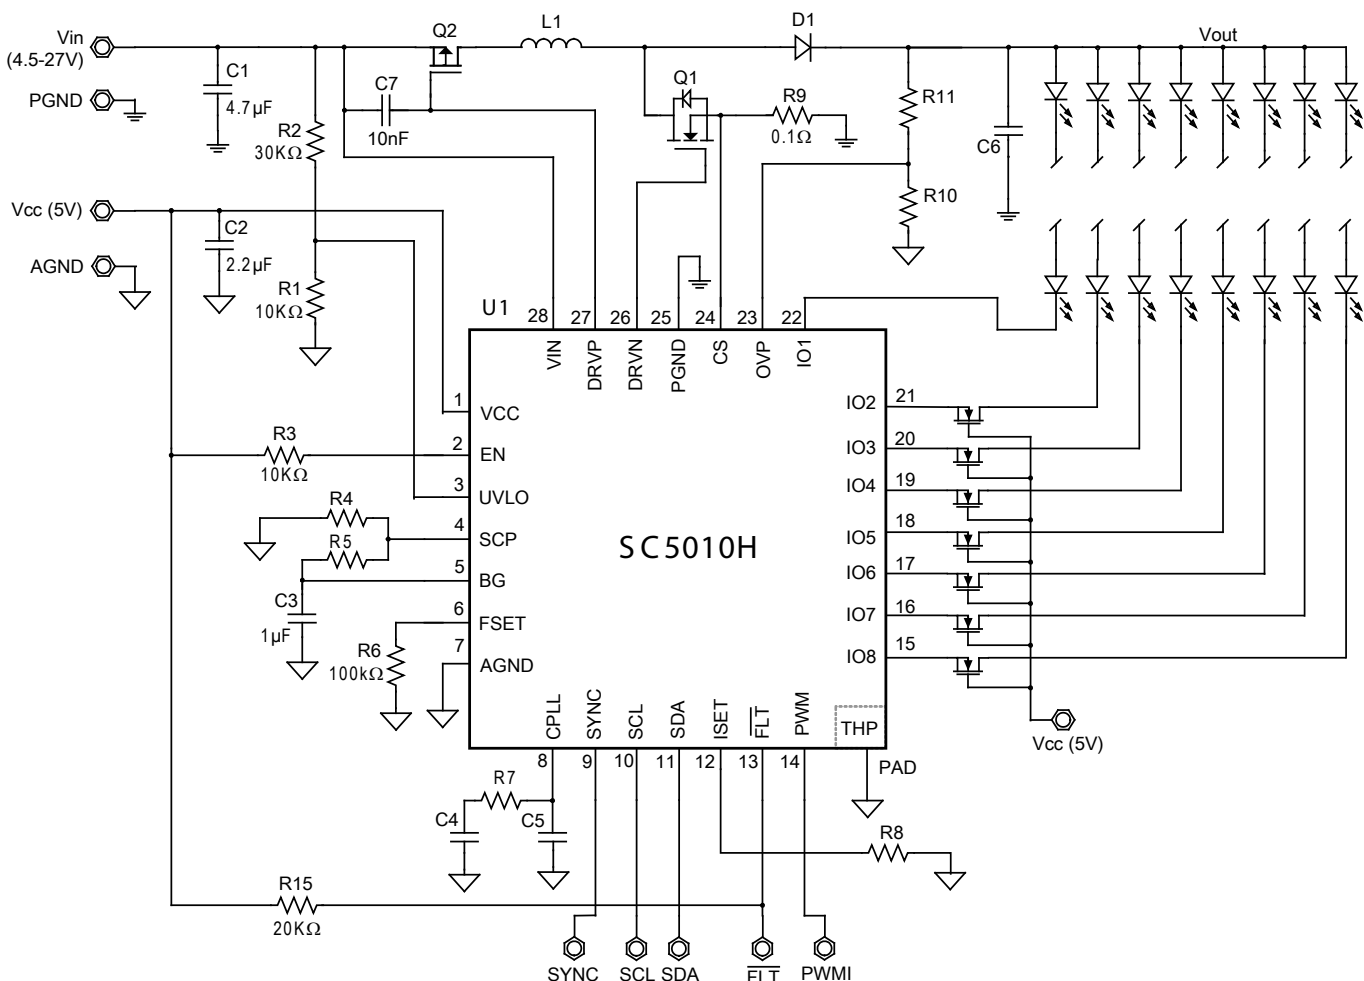 Vin
(4.5-27V)
PGND
C1
4.7µF
R2
30KΩ
C7
10nF
Q2
L1
Q1
D1
R9
0.1Ω
R11
R10
C6
Vout
Vcc (5V)
AGND
C2
2.2µF
R1
10KΩ
U1
28
27
26
25
24
23
22
VIN
DRVP
DRVN
PGND
CS
OVP
IO1
1
VCC
2
EN
3
UVLO
4
SCP
5
BG
6
FSET
7
AGND
R3
10KΩ
R4
R5
C3
1µF
R6
100kΩ
SC5010H
IO2
21
IO3
20
IO4
19
IO5
18
IO6
17
IO7
16
IO8
15
Vcc (5V)
CPLL
SYNC
SCL
SDA
ISET
FLT
PWM
THP
PAD
8
9
10
11
12
13
14
R7
C4
C5
R8
R15
20KΩ
SYNC
SCL
SDA
FLT
PWMI